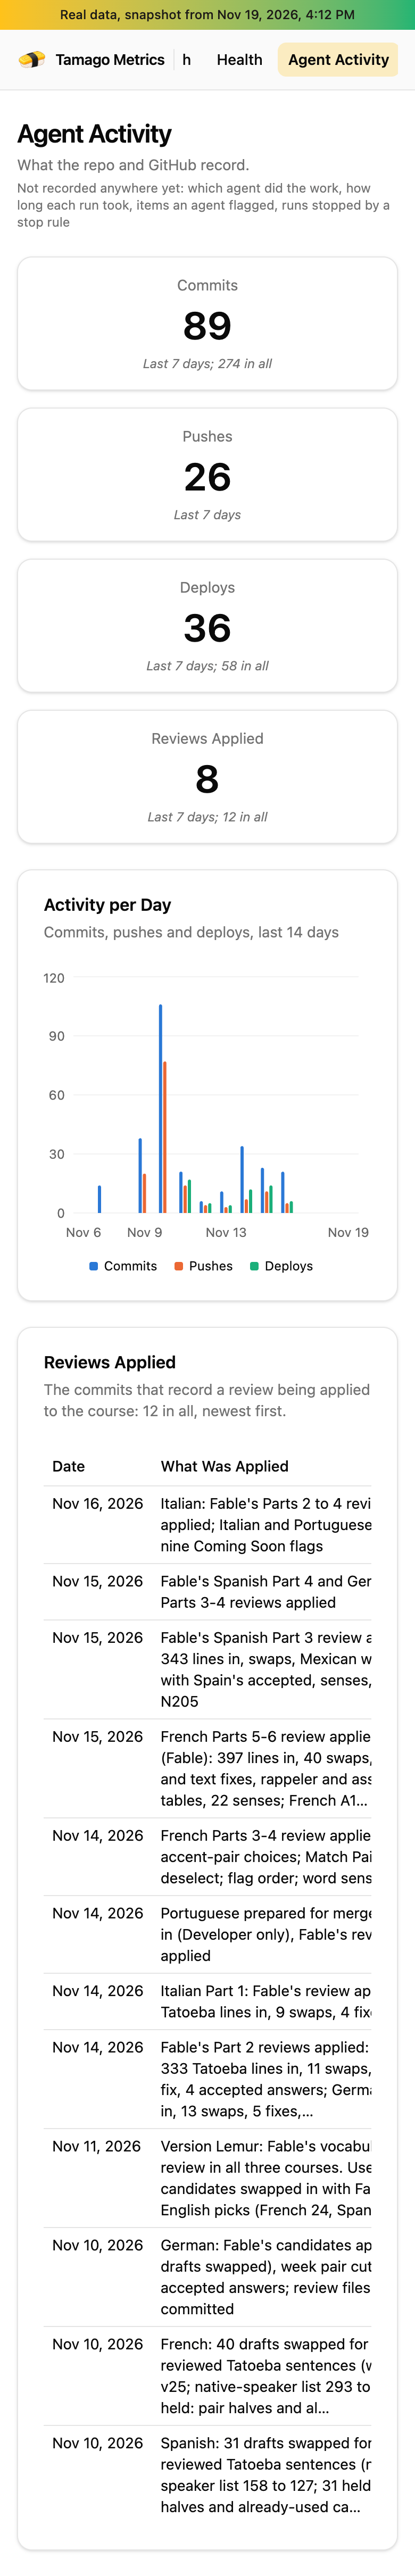 Real data, snapshot from Nov 19, 2026, 4:12 PM
Tamago Metrics
h
Health
Agent Activity
Agent Activity
What the repo and GitHub record.
Not recorded anywhere yet: which agent did the work, how
long each run took, items an agent flagged, runs stopped by a
stop rule
Commits
89
Last 7 days; 274 in all
Pushes
26
Last 7 days
Deploys
36
Last 7 days; 58 in all
Reviews Applied
8
Last 7 days; 12 in all
Activity per Day
Commits, pushes and deploys, last 14 days
120
90
60
30
0
Nov 6
Nov 9
Nov 13
Nov 19
Commits
Pushes
Deploys
Reviews Applied
The commits that record a review being applied
to the course: 12 in all, newest first.
Date
What Was Applied
Nov 16, 2026
Italian: Fable's Parts 2 to 4 revi
applied; Italian and Portuguese
nine Coming Soon flags
Nov 15, 2026
Fable's Spanish Part 4 and Ger
Parts 3-4 reviews applied
Nov 15, 2026
Fable's Spanish Part 3 review a
343 lines in, swaps, Mexican w
with Spain's accepted, senses,
N205
Nov 15, 2026
French Parts 5-6 review applie
(Fable): 397 lines in, 40 swaps,
and text fixes, rappeler and ass
tables, 22 senses; French A1...
Nov 14, 2026
French Parts 3-4 review applie
accent-pair choices; Match Pai
deselect; flag order; word sens
Nov 14, 2026
Portuguese prepared for merge
in (Developer only), Fable's rev
applied
Nov 14, 2026
Italian Part 1: Fable's review ap
Tatoeba lines in, 9 swaps, 4 fix
Nov 14, 2026
Fable's Part 2 reviews applied:
333 Tatoeba lines in, 11 swaps,
fix, 4 accepted answers; Germa
in, 13 swaps, 5 fixes,...
Nov 11, 2026
Version Lemur: Fable's vocabul
review in all three courses. Use
candidates swapped in with Fa
English picks (French 24, Span
Nov 10, 2026
German: Fable's candidates ap
drafts swapped), week pair cut
accepted answers; review files
committed
Nov 10, 2026
French: 40 drafts swapped for
reviewed Tatoeba sentences (w
v25; native-speaker list 293 to
held: pair halves and al...
Nov 10, 2026
Spanish: 31 drafts swapped for
reviewed Tatoeba sentences (r
speaker list 158 to 127; 31 held
halves and already-used ca...